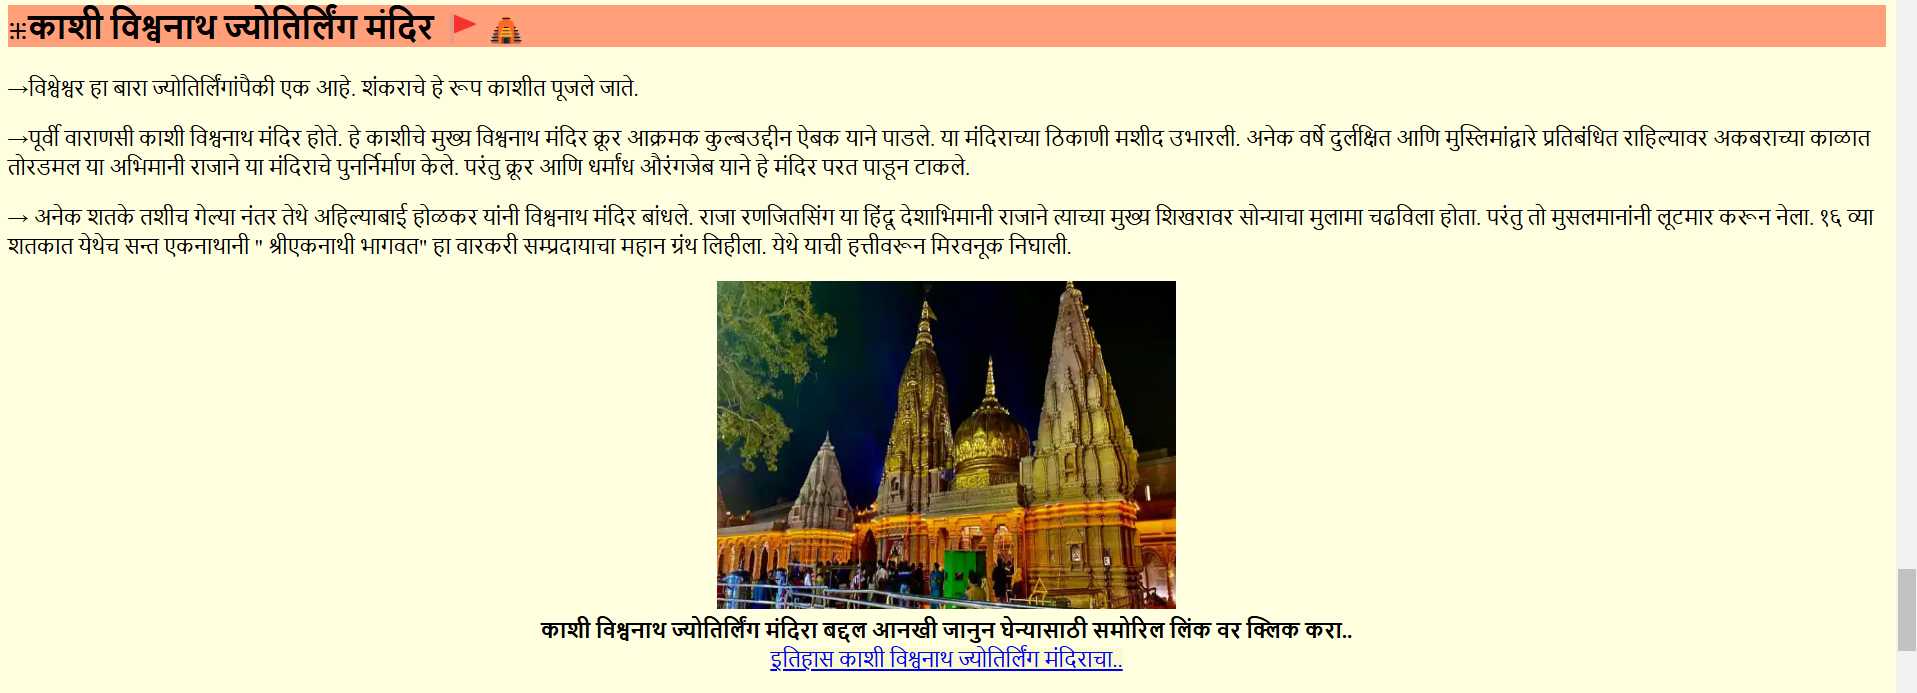 ⁜काशी विश्वनाथ ज्योतिर्लिंग मंदिर 🚩 🛕
→विश्वेश्वर हा बारा ज्योतिर्लिंगांपैकी एक आहे. शंकराचे हे रूप काशीत पूजले जाते.
→पूर्वी वाराणसी काशी विश्वनाथ मंदिर होते. हे काशीचे मुख्य विश्वनाथ मंदिर क्रूर आक्रमक कुल्बउद्दीन ऐबक याने पाडले. या मंदिराच्या ठिकाणी मशीद उभारली. अनेक वर्षे दुर्लक्षित आणि मुस्लिमांद्वारे प्रतिबंधित राहिल्यावर अकबराच्या काळात
तोरडमल या अभिमानी राजाने या मंदिराचे पुनर्निर्माण केले. परंतु क्रूर आणि धर्मांध औरंगजेब याने हे मंदिर परत पाडून टाकले.
→ अनेक शतके तशीच गेल्या नंतर तेथे अहिल्याबाई होळकर यांनी विश्वनाथ मंदिर बांधले. राजा रणजितसिंग या हिंदू देशाभिमानी राजाने त्याच्या मुख्य शिखरावर सोन्याचा मुलामा चढविला होता. परंतु तो मुसलमानांनी लूटमार करून नेला. १६ व्या
शतकात येथेच सन्त एकनाथानी " श्रीएकनाथी भागवत" हा वारकरी सम्प्रदायाचा महान ग्रंथ लिहीला. येथे याची हत्तीवरून मिरवनूक निघाली.
काशी विश्वनाथ ज्योतिर्लिंग मंदिरा बद्दल आनखी जानुन घेन्यासाठी समोरिल लिंक वर क्लिक करा..
इतिहास काशी विश्वनाथ ज्योतिर्लिंग मंदिराचा..